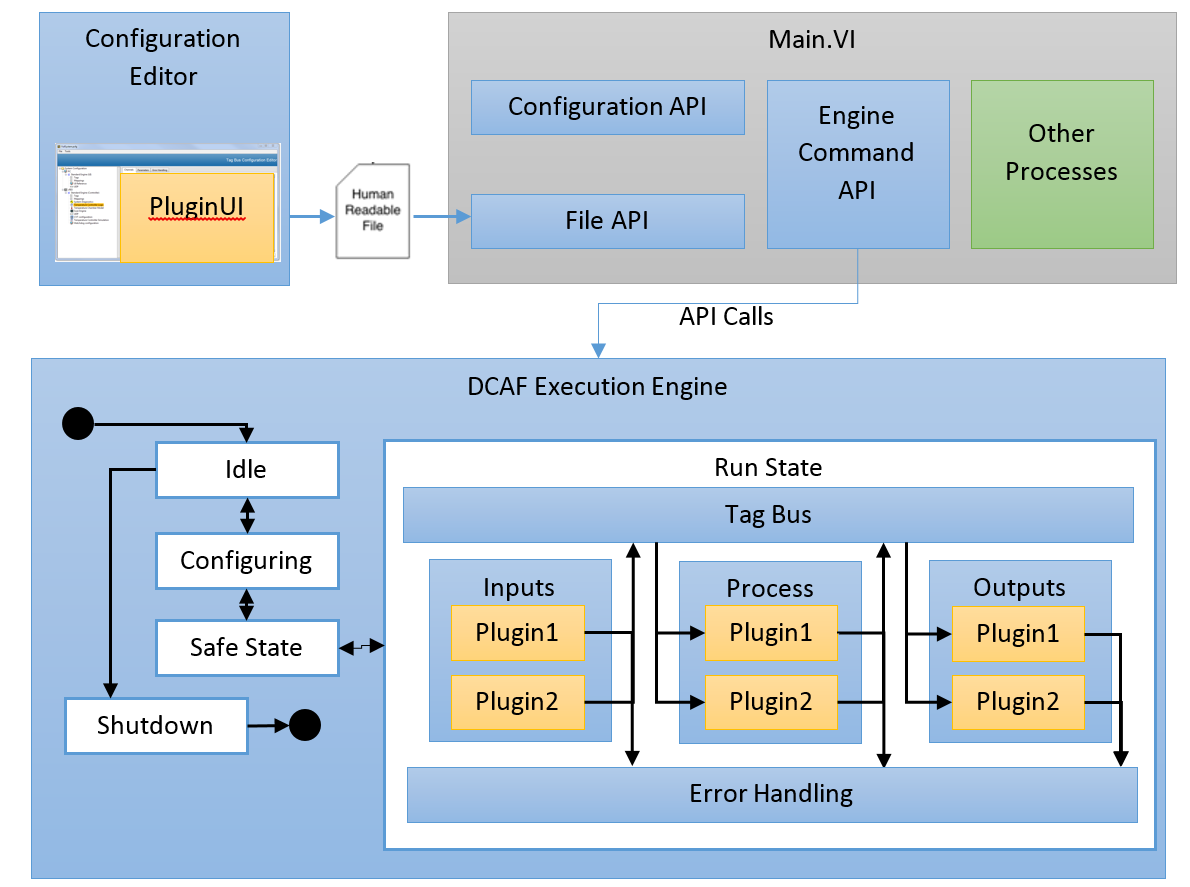 Configuration
Editor
Tag Bus Configuration Editor
PluginUI
Human
Readable
File
Main.VI
Configuration API
File API
Engine
Command
API
Other
Processes
API Calls
DCAF Execution Engine
Idle
Configuring
Safe State
Shutdown
Run State
Tag Bus
Inputs
Plugin1
Plugin2
Process
Plugin1
Plugin2
Outputs
Plugin1
Plugin2
Error Handling